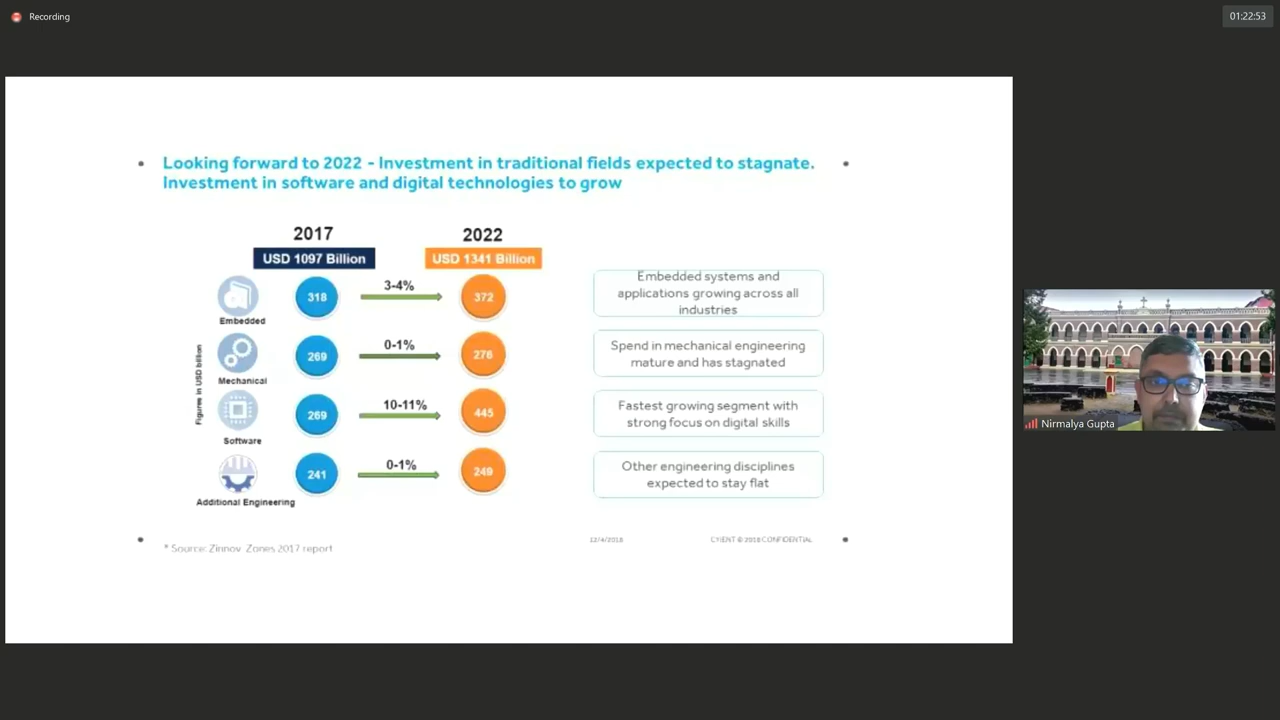 Recording
01:22:53
Looking forward to 2022 - Investment in traditional fields expected to stagnate.
Investment in software and digital technologies to grow
2017
2022
USD 1097 Billion
USD 1341 Billion
Figures in USD billion
318
3-4%
372
Embedded
Embedded systems and
applications growing across all
industries
269
0-1%
276
Mechanical
Spend in mechanical engineering
mature and has stagnated
269
10-11%
445
Software
Fastest growing segment with
strong focus on digital skills
241
0-1%
249
Additional Engineering
Other engineering disciplines
expected to stay flat
* Source: Zinnov Zones 2017 report
12/4/2018
CYIENT © 2018 CONFIDENTIAL
Nirmalya Gupta